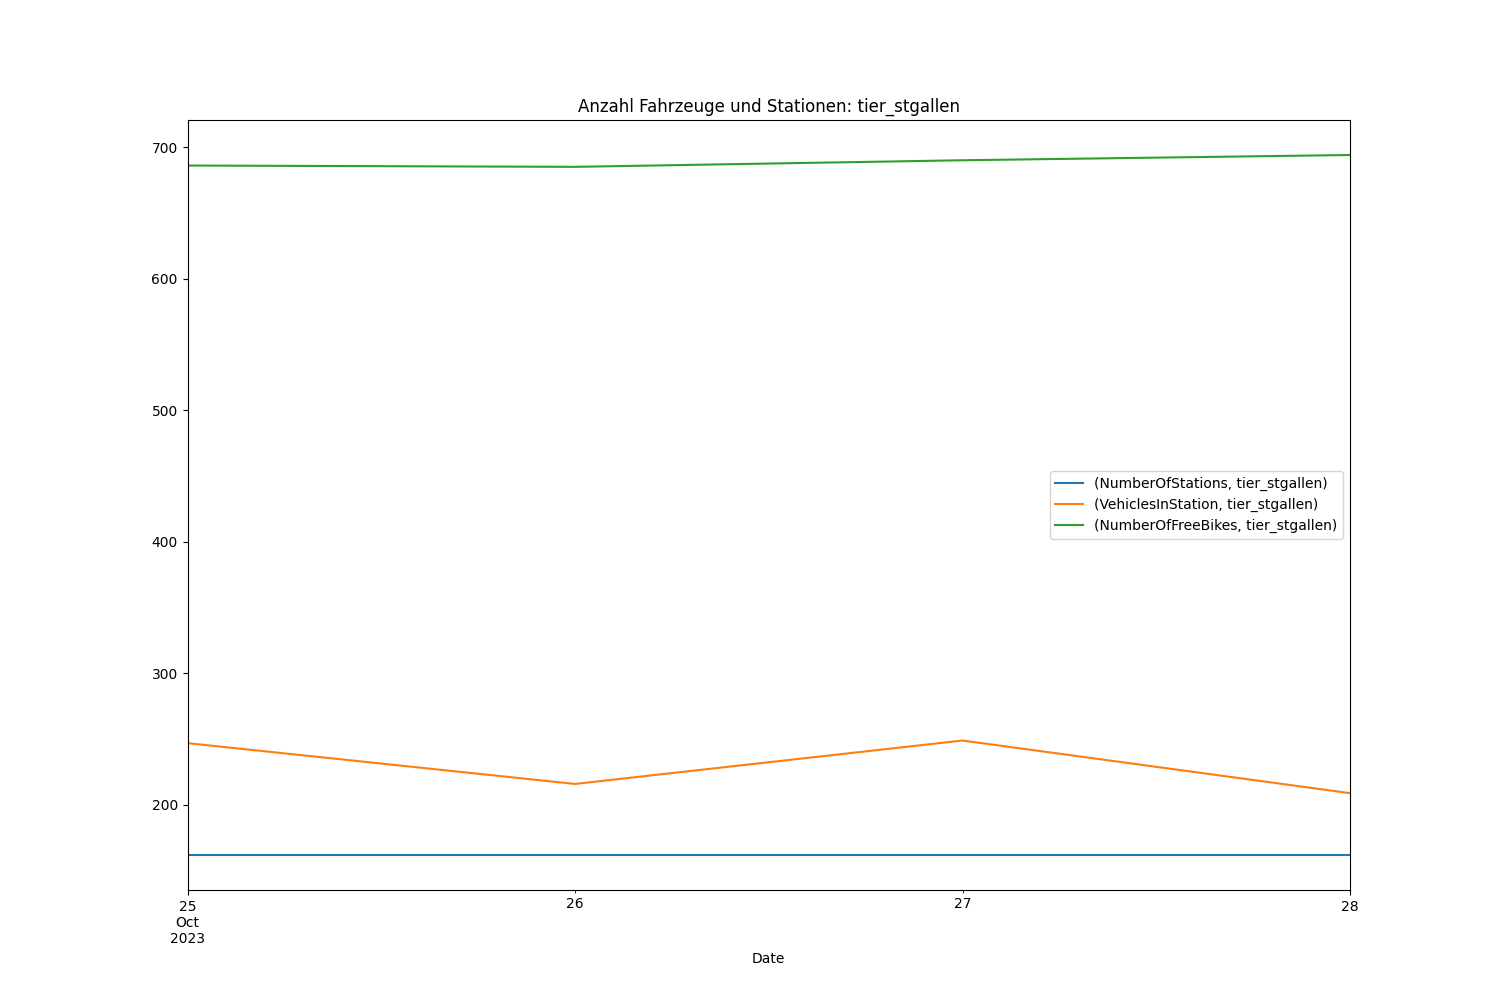 Anzahl Fahrzeuge und Stationen: tier_stgallen
700
600
500
400
300
200
(NumberOfStations, tier_stgallen)
(VehiclesInStation, tier_stgallen)
(NumberOfFreeBikes, tier_stgallen)
25 26 27 28
Oct
2023
Date